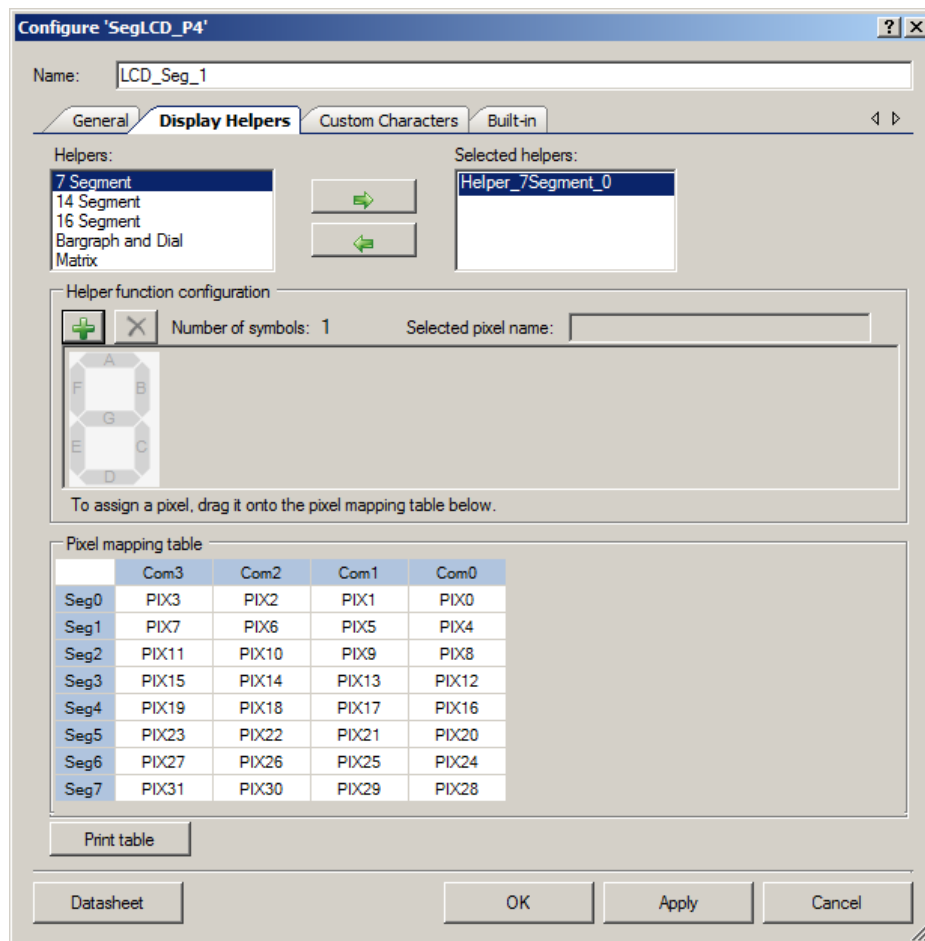 Configure 'SegLCD_P4'
Name: LCD_Seg_1
General Display Helpers Custom Characters Built-in
Helpers: Selected helpers:
7 Segment Helper_7Segment_0
14 Segment
16 Segment
Bargraph and Dial
Matrix
Helper function configuration
Number of symbols: 1 Selected pixel name:
A
F B
G
E C
D
To assign a pixel, drag it onto the pixel mapping table below.
Pixel mapping table
Com3 Com2 Com1 Com0
Seg0 PIX3 PIX2 PIX1 PIX0
Seg1 PIX7 PIX6 PIX5 PIX4
Seg2 PIX11 PIX10 PIX9 PIX8
Seg3 PIX15 PIX14 PIX13 PIX12
Seg4 PIX19 PIX18 PIX17 PIX16
Seg5 PIX23 PIX22 PIX21 PIX20
Seg6 PIX27 PIX26 PIX25 PIX24
Seg7 PIX31 PIX30 PIX29 PIX28
Print table
Datasheet OK Apply Cancel